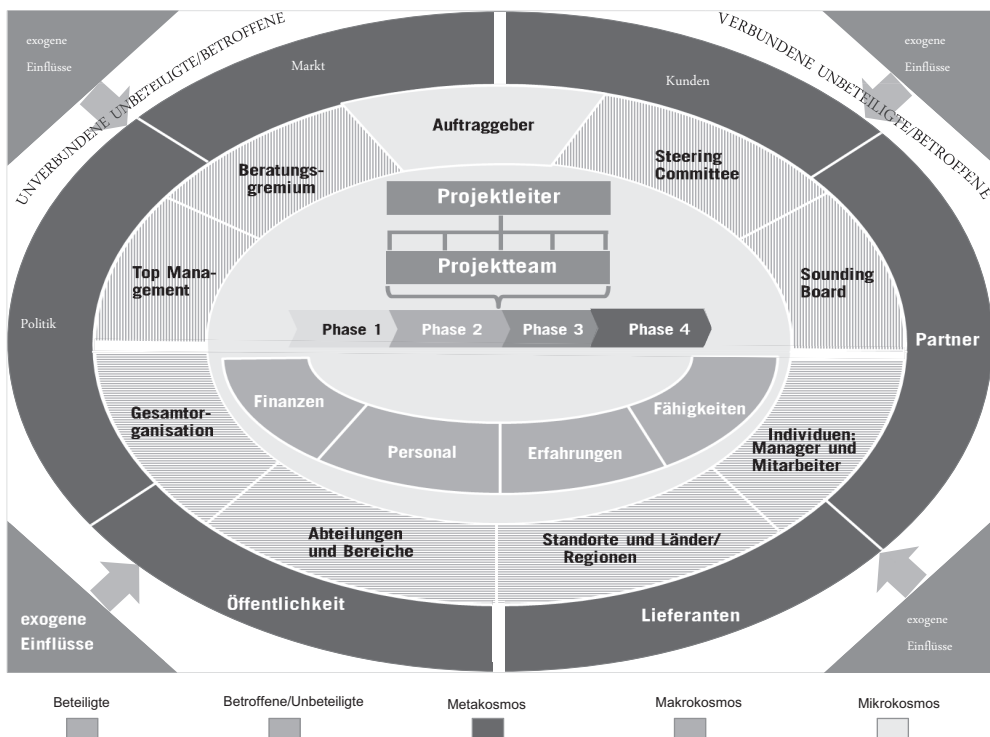 exogene
Einflüsse
UNVERBUNDENE UNBETEILIGTE/BETROFFENE
Markt
VERBUNDENE UNBETEILIGTE/BETROFFENE
Kunden
exogene
Einflüsse
Auftraggeber
Beratungs-
gremium
Steering
Committee
Projektleiter
Projektteam
Top Mana-
gement
Sounding
Board
Politik
Phase 1
Phase 2
Phase 3
Phase 4
Partner
Finanzen
Personal
Erfahrungen
Fähigkeiten
Gesamtor-
ganisation
Individuen:
Manager und
Mitarbeiter
Abteilungen
und Bereiche
Standorte und Länder/
Regionen
Öffentlichkeit
Lieferanten
exogene
Einflüsse
exogene
Einflüsse
Beteiligte
Betroffene/Unbeteiligte
Metakosmos
Makrokosmos
Mikrokosmos